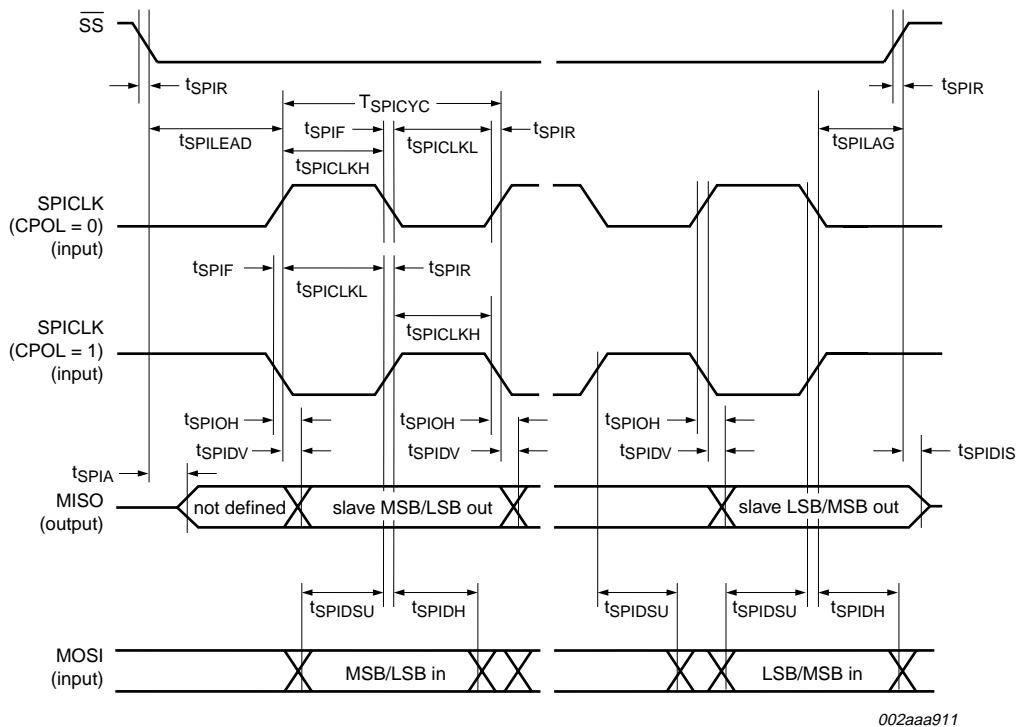 SS
tSPIR
tSPIR
TSPICYC
tSPIF
tSPICLKL
tSPIR
tSPILEAD
tSPILAG
tSPICLKH
SPICLK
(CPOL = 0)
(input)
tSPIF
tSPIR
tSPICLKL
tSPICLKH
SPICLK
(CPOL = 1)
(input)
tSPIOH
tSPIOH
tSPIOH
tSPIDV
tSPIDV
tSPIDV
tSPIDIS
tSPIA
MISO
(output)
not defined
slave MSB/LSB out
slave LSB/MSB out
tSPIDSU
tSPIDH
tSPIDSU
tSPIDSU
tSPIDH
MOSI
(input)
MSB/LSB in
LSB/MSB in
002aaa911